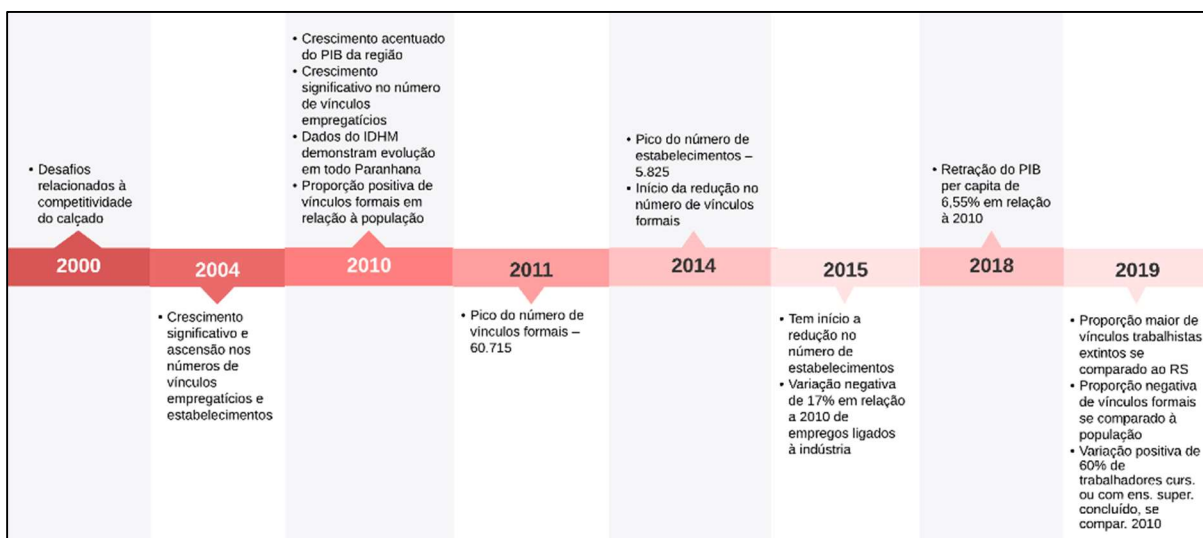 • Desafios
relacionados à
competitividade
do calçado
2000
2004
• Crescimento
significativo e
ascensão nos
números de
vínculos
empregatícios e
estabelecimentos
• Crescimento acentuado
do PIB da região
• Crescimento
significativo no número
de vínculos
empregatícios
• Dados do IDHM
demonstram evolução
em todo Paranhana
• Proporção positiva de
vínculos formais em
relação à população
2010
2011
• Pico do número de
vínculos formais –
60.715
• Pico do número de
estabelecimentos –
5.825
• Início da redução no
número de vínculos
formais
2014
2015
• Tem início a
redução no
número de
estabelecimentos
• Variação negativa
de 17% em relação
a 2010 de
empregos ligados
à indústria
• Retração do PIB
per capita de
6,55% em relação
à 2010
2018
2019
• Proporção maior de
vínculos trabalhistas
extintos se
comparado ao RS
• Proporção negativa
de vínculos formais
se comparado à
população
• Variação positiva de
60% de
trabalhadores curs.
ou com ens. super.
concluído, se
compar. 2010